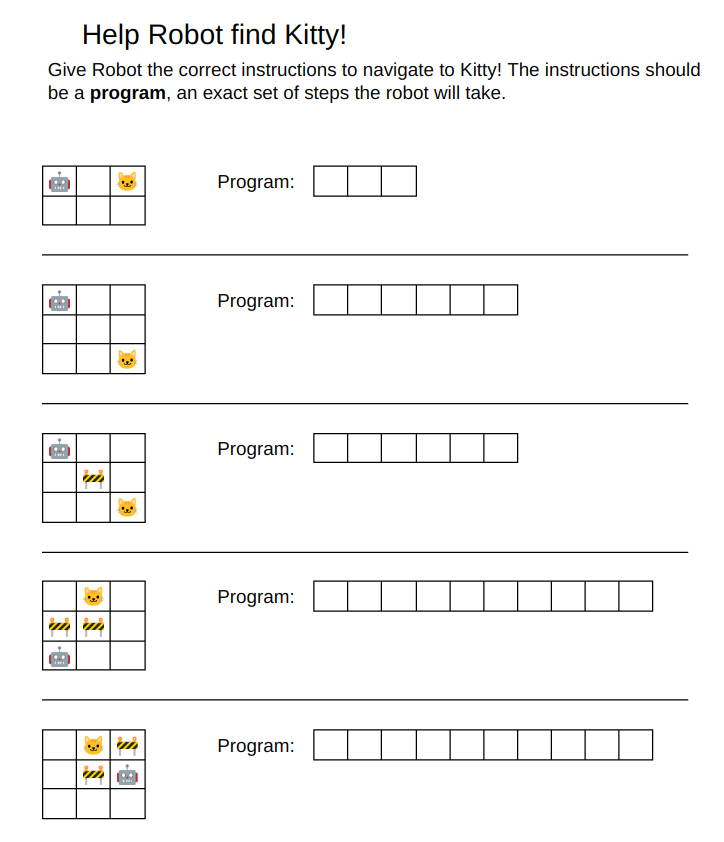 Help Robot find Kitty!
Give Robot the correct instructions to navigate to Kitty! The instructions should
be a program, an exact set of steps the robot will take.
Program:
Program:
Program:
Program:
Program: